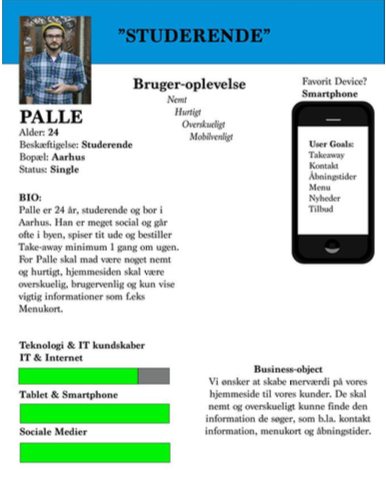 "STUDERENDE"
PALLE
Alder: 24
Beskæftigelse: Studerende
Bopæl: Aarhus
Status: Single
Bruger-oplevelse
Nemt
Hurtigt
Overskueligt
Mobilvenligt
Favorit Device?
Smartphone
User Goals:
Takeaway
Kontakt
Åbningstider
Menu
Nyheder
Tilbud
BIO:
Palle er 24 år, studerende og bor i
Aarhus. Han er meget social og går
ofte i byen, spiser tit ude og bestiller
Take-away minimum 1 gang om ugen.
For Palle skal mad være noget nemt
og hurtigt, hjemmesiden skal være
overskuelig, brugervenlig og kun vise
vigtig informationer som f.eks
Menukort.
Teknologi & IT kundskaber
IT & Internet
Tablet & Smartphone
Sociale Medier
Business-object
Vi ønsker at skabe merværdi på vores
hjemmeside til vores kunder. De skal
nemt og overskueligt kunne finde den
information de søger, som b.la. kontakt
information, menukort og åbningstider.